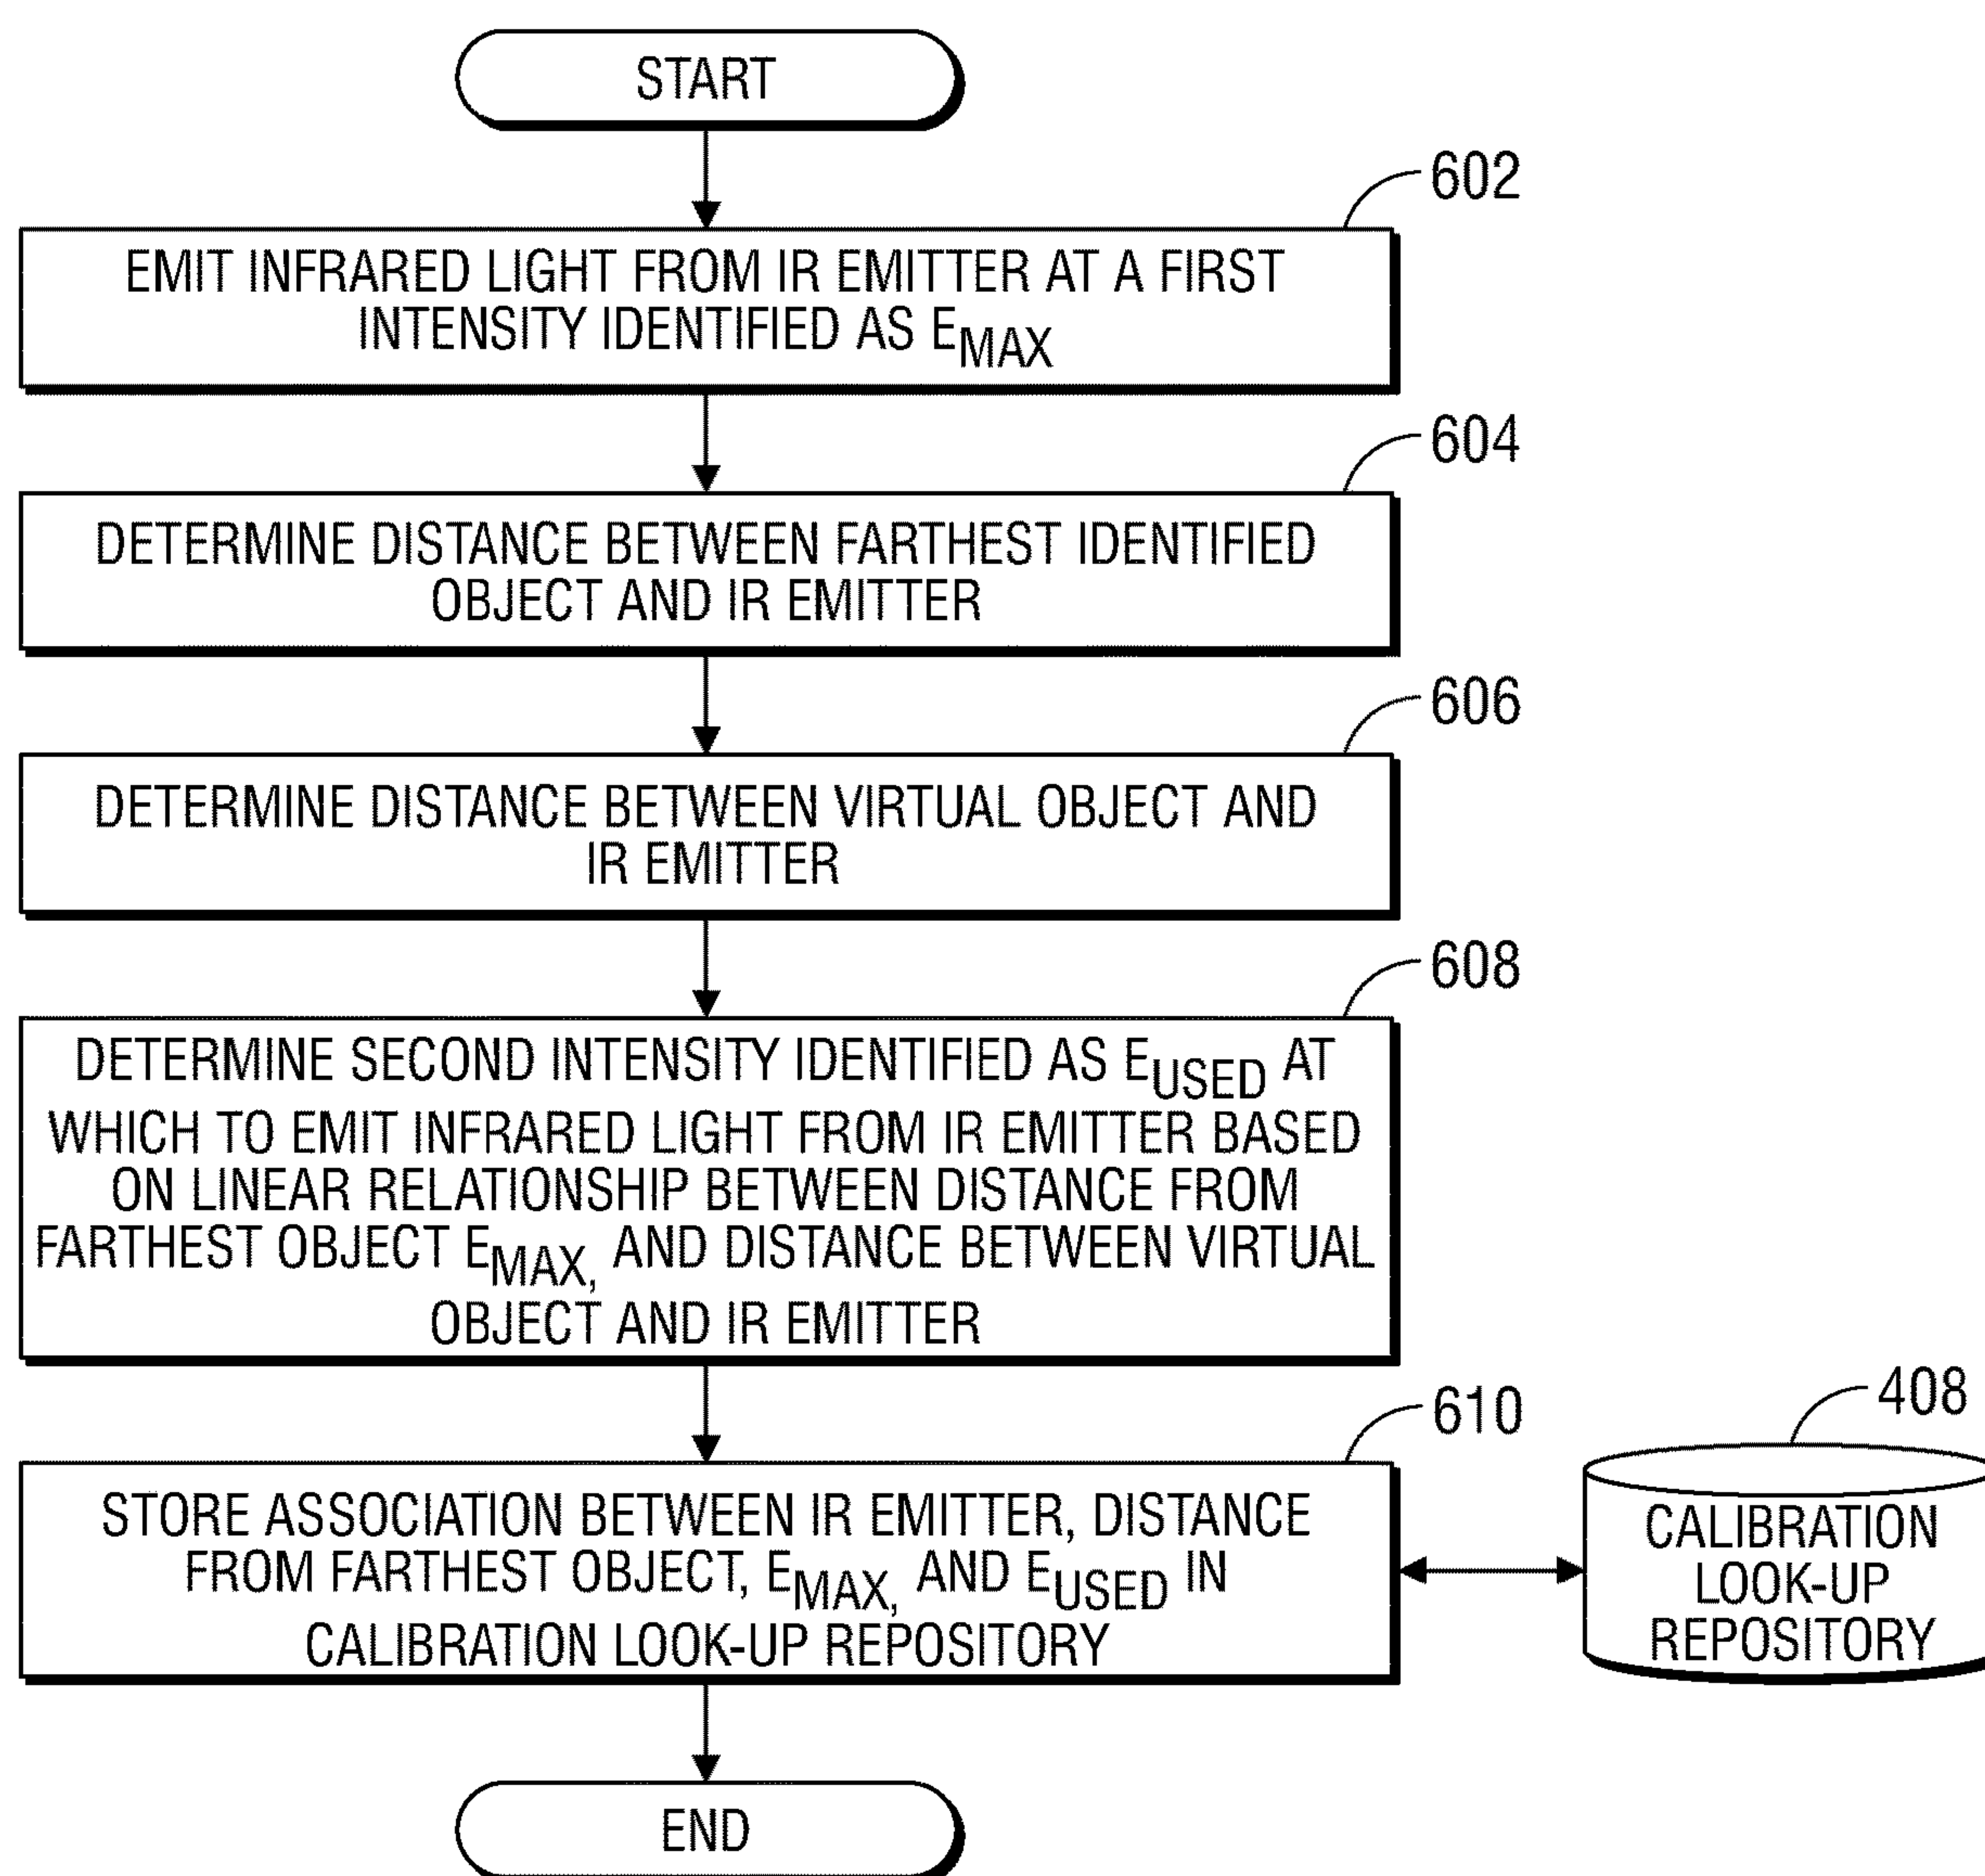 START
602
EMIT INFRARED LIGHT FROM IR EMITTER AT A FIRST
INTENSITY IDENTIFIED AS EMAX
604
DETERMINE DISTANCE BETWEEN FARTHEST IDENTIFIED
OBJECT AND IR EMITTER
606
DETERMINE DISTANCE BETWEEN VIRTUAL OBJECT AND
IR EMITTER
608
DETERMINE SECOND INTENSITY IDENTIFIED AS EUSED AT
WHICH TO EMIT INFRARED LIGHT FROM IR EMITTER BASED
ON LINEAR RELATIONSHIP BETWEEN DISTANCE FROM
FARTHEST OBJECT EMAX, AND DISTANCE BETWEEN VIRTUAL
OBJECT AND IR EMITTER
610
STORE ASSOCIATION BETWEEN IR EMITTER, DISTANCE
FROM FARTHEST OBJECT, EMAX, AND EUSED IN
CALIBRATION LOOK-UP REPOSITORY
408
CALIBRATION
LOOK-UP
REPOSITORY
END